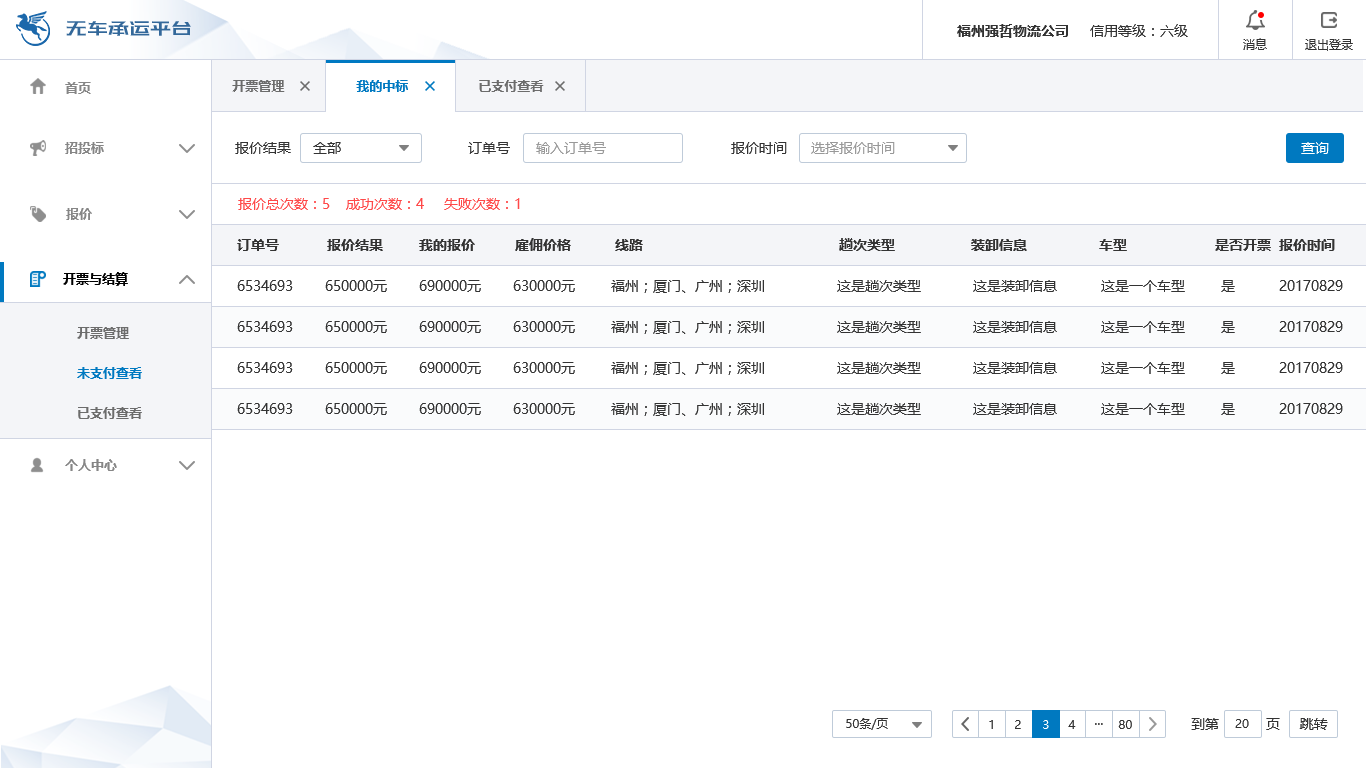 无车承运平台
福州强哲物流公司 信用等级：六级
消息
退出登录
首页
招投标
报价
开票与结算
开票管理
未支付查看
已支付查看
个人中心
开票管理 我的中标 已支付查看
报价结果 全部 订单号 输入订单号 报价时间 选择报价时间 查询
报价总次数：5 成功次数：4 失败次数：1
订单号 报价结果 我的报价 雇佣价格 线路 趟次类型 装卸信息 车型 是否开票 报价时间
6534693 650000元 690000元 630000元 福州；厦门、广州；深圳 这是趟次类型 这是装卸信息 这是一个车型 是 20170829
6534693 650000元 690000元 630000元 福州；厦门、广州；深圳 这是趟次类型 这是装卸信息 这是一个车型 是 20170829
6534693 650000元 690000元 630000元 福州；厦门、广州；深圳 这是趟次类型 这是装卸信息 这是一个车型 是 20170829
6534693 650000元 690000元 630000元 福州；厦门、广州；深圳 这是趟次类型 这是装卸信息 这是一个车型 是 20170829
50条/页 1 2 3 4 ··· 80 到第 20 页 跳转